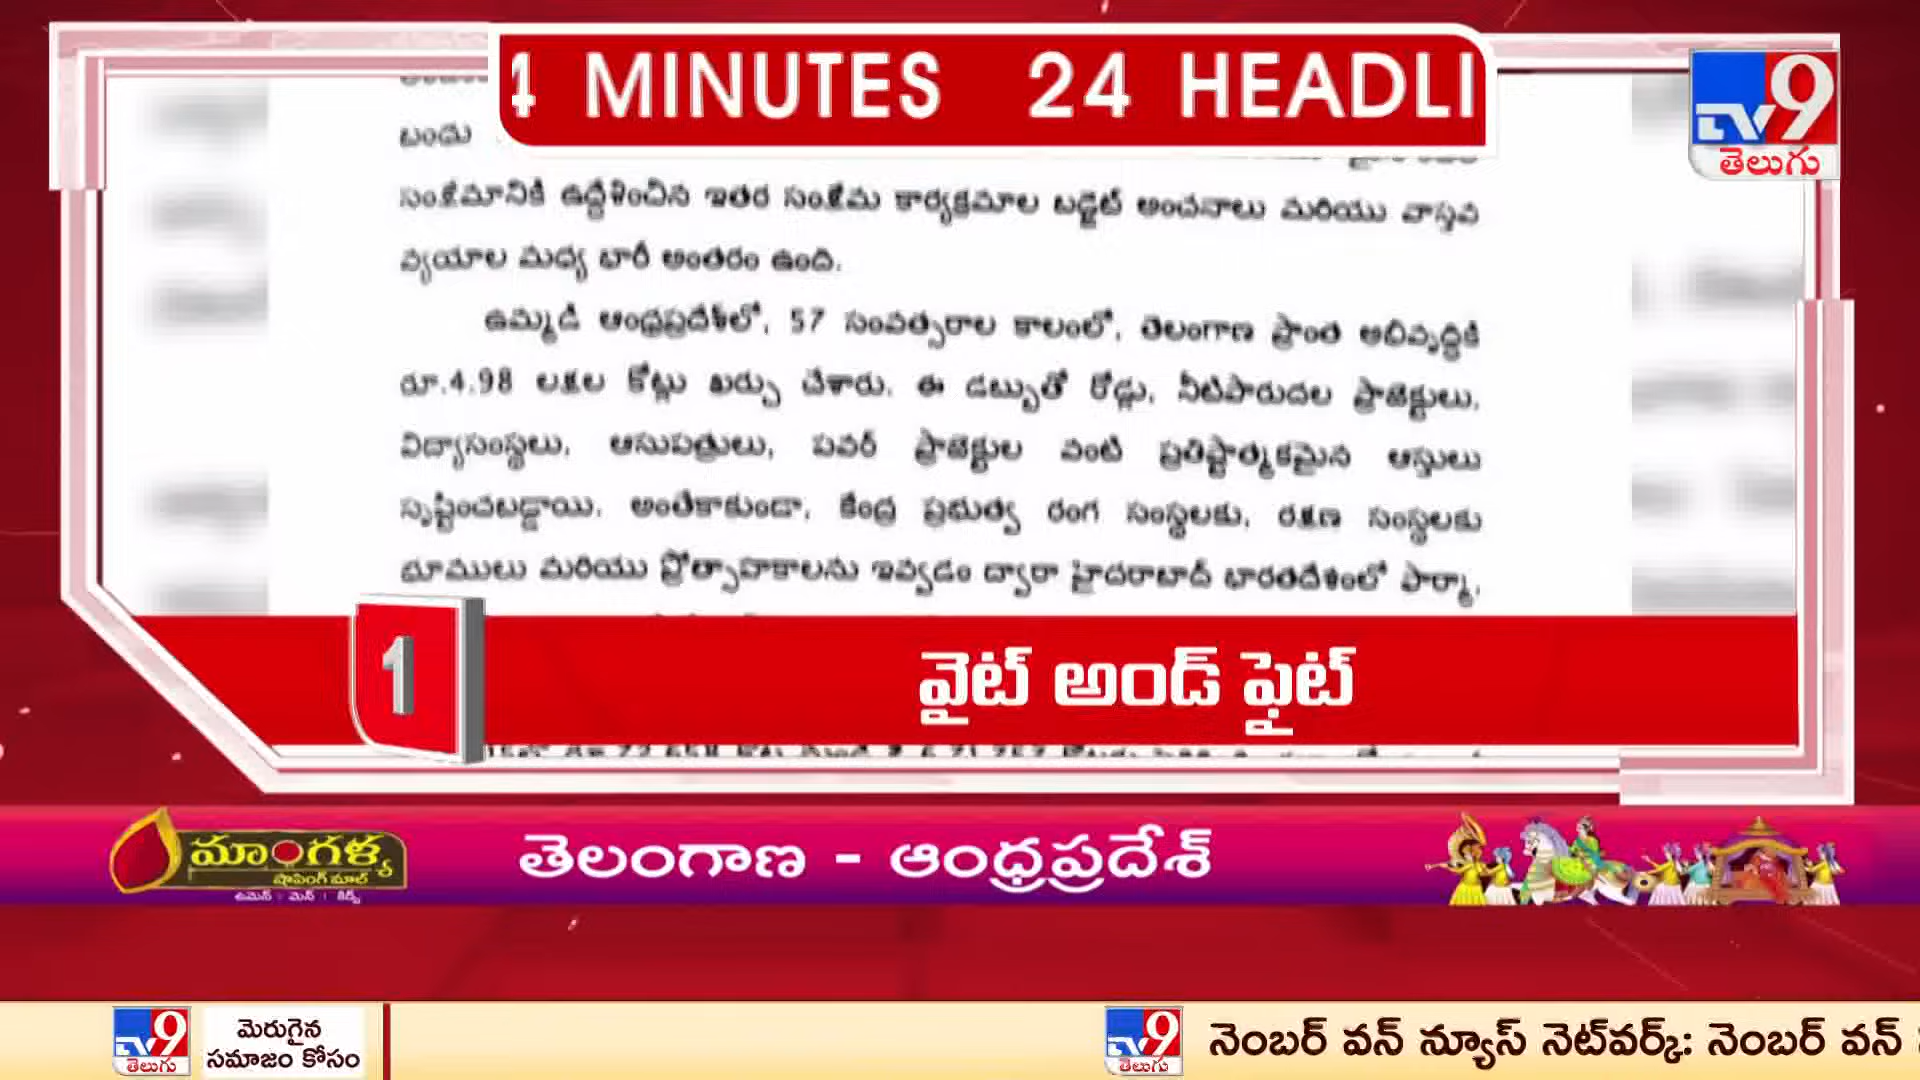 4 MINUTES 24 HEADLI
TV9
తెలుగు
బంధు
సంక్షేమానికి ఉద్దేశించిన ఇతర సంక్షేమ కార్యక్రమాల బడ్జెట్ అంచనాలు మరియు వాస్తవ
వ్యయాల మధ్య భారీ అంతరం ఉంది.
ఉమ్మడి ఆంధ్రప్రదేశ్‌లో, 57 సంవత్సరాల కాలంలో, తెలంగాణ ప్రాంత అభివృద్ధికి
రూ.4.98 లక్షల కోట్లు ఖర్చు చేశారు. ఈ డబ్బుతో రోడ్లు, నీటిపారుదల ప్రాజెక్టులు,
విద్యాసంస్థలు, ఆసుపత్రులు, పవర్ ప్రాజెక్టుల వంటి ప్రతిష్టాత్మకమైన ఆస్తులు
సృష్టించబడ్డాయి. అంతేకాకుండా, కేంద్ర ప్రభుత్వ రంగ సంస్థలకు, రక్షణ సంస్థలకు
భూములు మరియు ప్రోత్సాహకాలను ఇవ్వడం ద్వారా హైదరాబాద్ భారతదేశంలో ఫార్మా,
1
వైట్ అండ్ ఫైట్
మాంగళ్య
షాపింగ్ మాల్
ఉమెన్ | మెన్ | కిడ్స్
తెలంగాణ - ఆంధ్రప్రదేశ్
TV9
తెలుగు
మెరుగైన
సమాజం కోసం
TV9
తెలుగు
నెంబర్ వన్ న్యూస్ నెట్‌వర్క్: నెంబర్ వన్